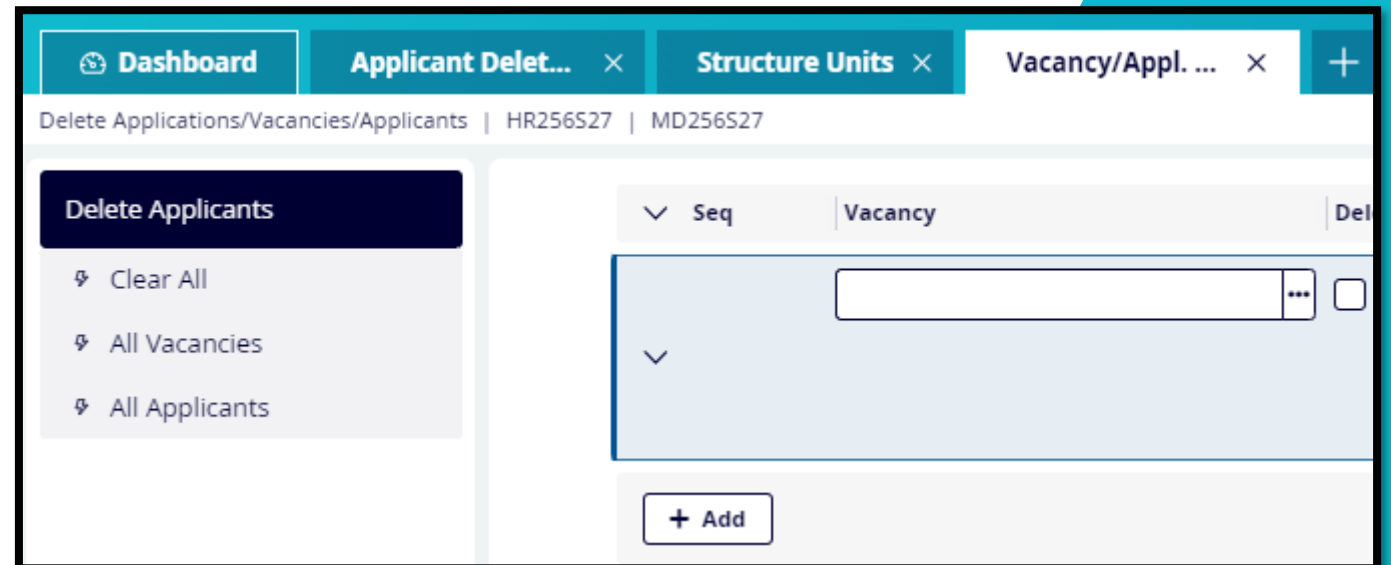 Dashboard Applicant Delet... Structure Units Vacancy/Appl. ...
Delete Applications/Vacancies/Applicants | HR256S27 | MD256S27
Delete Applicants
Clear All
All Vacancies
All Applicants
Seq Vacancy
+ Add